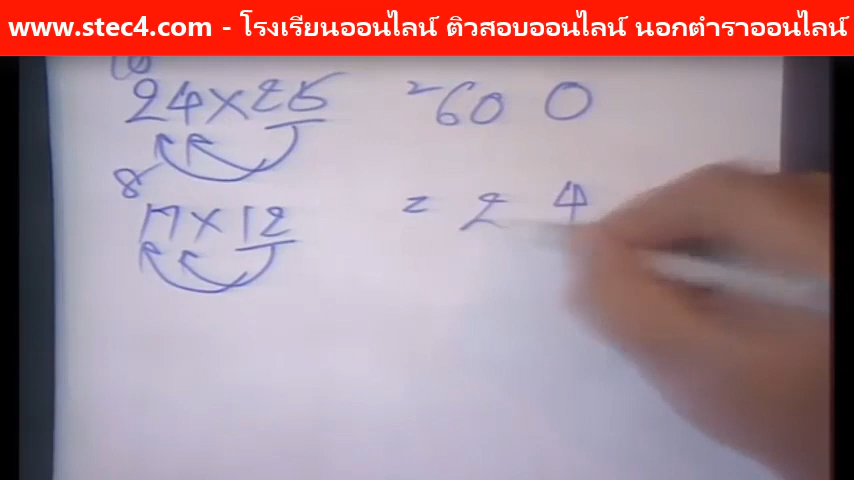 www.stec4.com - โรงเรียนออนไลน์ ติวสอบออนไลน์ นอกตำราออนไลน์
24×25 = 60 0
8
17×12 = 2 4